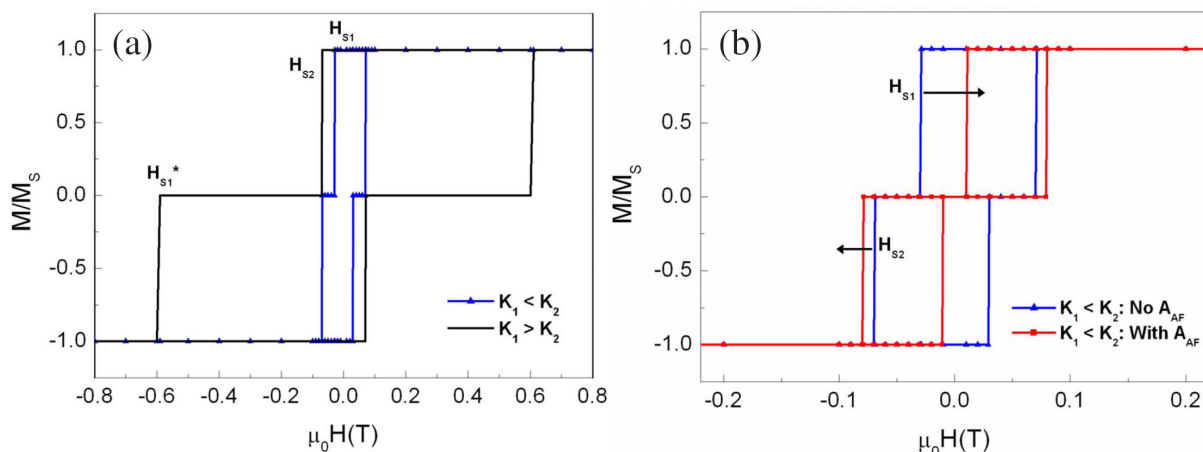 (a)
H_S1
H_S2
H_S1*
M/M_S
1.0
0.5
0.0
-0.5
-1.0
K_1 < K_2
K_1 > K_2
-0.8 -0.6 -0.4 -0.2 0.0 0.2 0.4 0.6 0.8
μ_0H(T)
(b)
H_S1
H_S2
M/M_S
1.0
0.5
0.0
-0.5
-1.0
K_1 < K_2: No A_AF
K_1 < K_2: With A_AF
-0.2 -0.1 0.0 0.1 0.2
μ_0H(T)